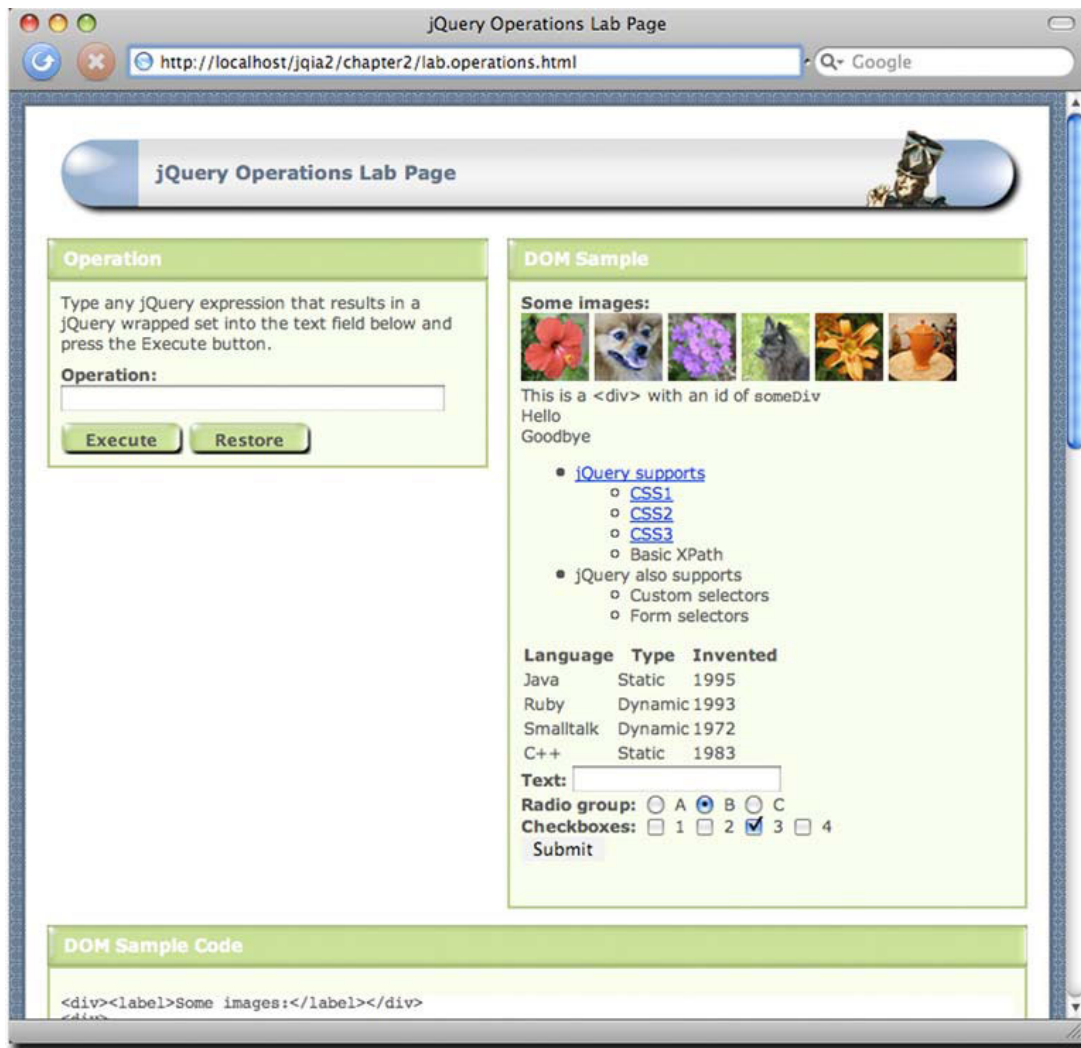 jQuery Operations Lab Page
http://localhost/jqia2/chapter2/lab.operations.html
Google
jQuery Operations Lab Page
Operation
Type any jQuery expression that results in a
jQuery wrapped set into the text field below and
press the Execute button.
Operation:
Execute Restore
DOM Sample
Some images:
This is a <div> with an id of someDiv
Hello
Goodbye
jQuery supports
CSS1
CSS2
CSS3
Basic XPath
jQuery also supports
Custom selectors
Form selectors
Language Type Invented
Java Static 1995
Ruby Dynamic 1993
Smalltalk Dynamic 1972
C++ Static 1983
Text:
Radio group: A B C
Checkboxes: 1 2 3 4
Submit
DOM Sample Code
<div><label>Some images:</label></div>